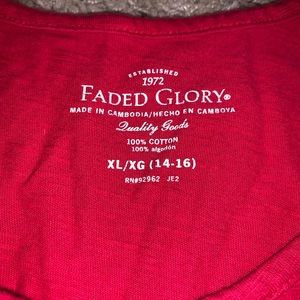 ESTABLISHED
1972
FADED GLORY®
MADE IN CAMBODIA/HECHO EN CAMBOYA
Quality Goods
100% COTTON
100% algodón
XL/XG (14-16)
RN#92962 JE2